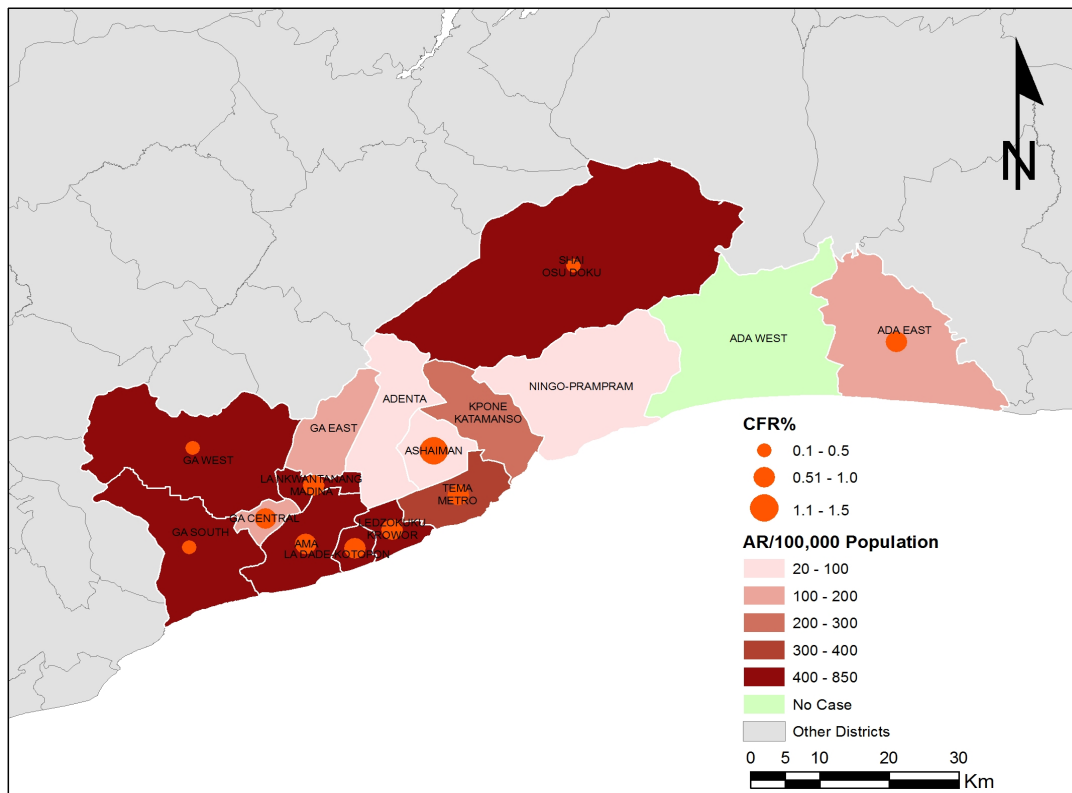 N
SHAI
OSU DOKU
ADA WEST
ADA EAST
NINGO-PRAMPRAM
ADENTA
KPONE
KATAMANSO
GA EAST
ASHAIMAN
GA WEST
LA NKWANTANANG
MADINA
TEMA
METRO
GA CENTRAL
GA SOUTH
LEDZOKUKU
KROWOR
AMA
LA DADE-KOTOPON
CFR%
0.1 - 0.5
0.51 - 1.0
1.1 - 1.5
AR/100,000 Population
20 - 100
100 - 200
200 - 300
300 - 400
400 - 850
No Case
Other Districts
0 5 10 20 30
Km